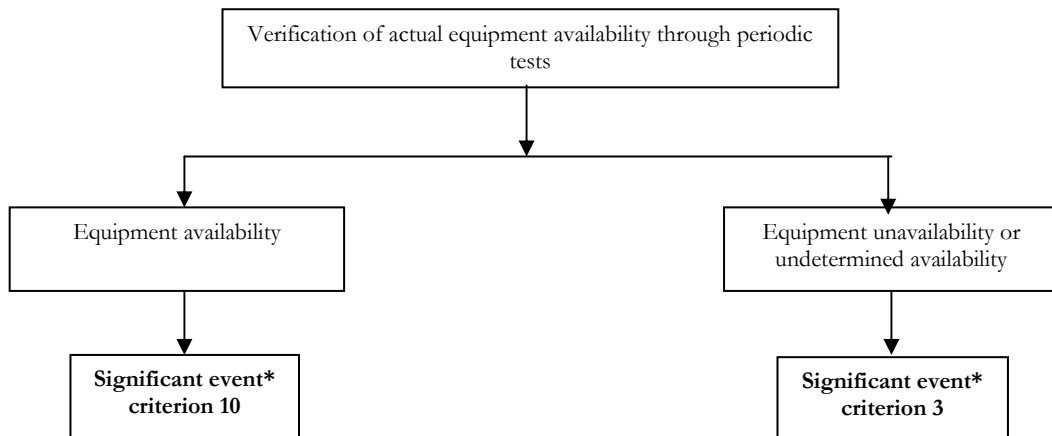 Verification of actual equipment availability through periodic
tests
Equipment availability
Equipment unavailability or
undetermined availability
Significant event*
criterion 10
Significant event*
criterion 3